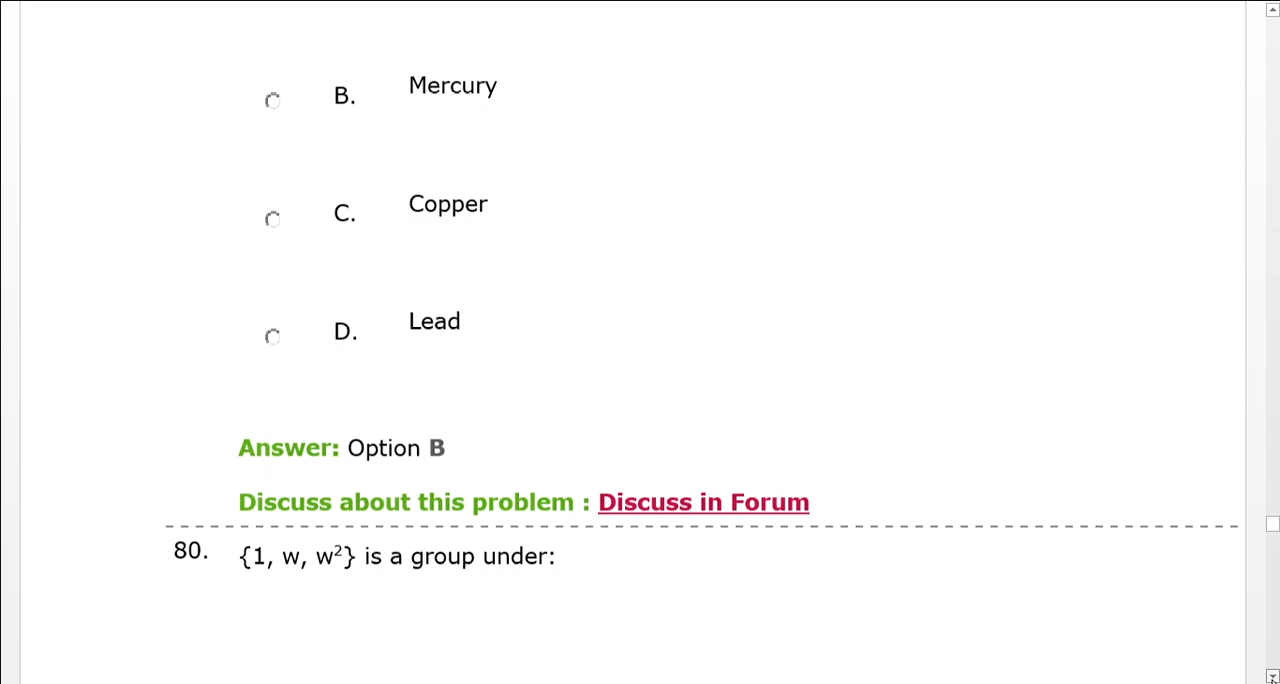 B. Mercury
C. Copper
D. Lead
Answer: Option B
Discuss about this problem : Discuss in Forum
80. {1, w, w²} is a group under: